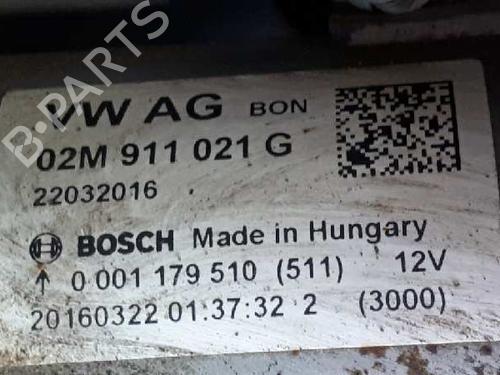 B-PARTS
VW AG BON
02M 911 021 G
22032016
BOSCH Made in Hungary
0 001 179 510 (511) 12V
20160322 01:37:32 2 (3000)